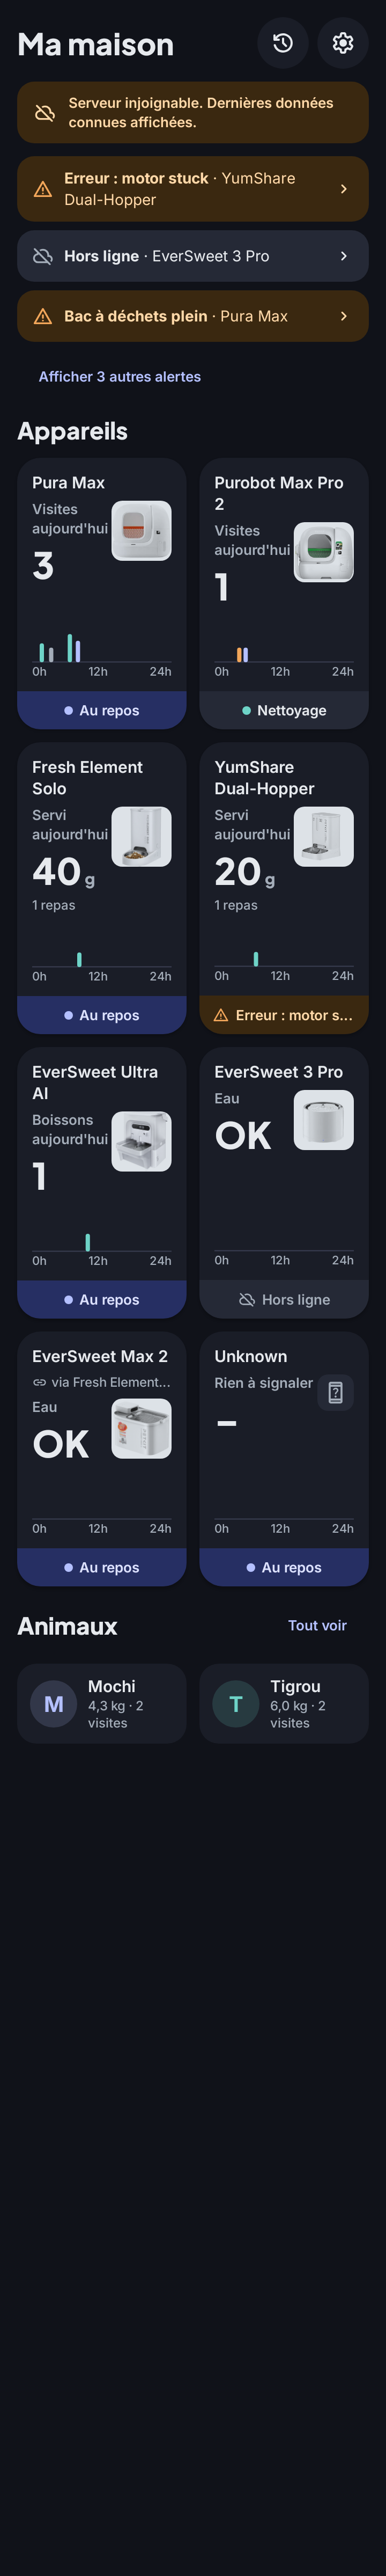 Ma maison
Serveur injoignable. Dernières données
connues affichées.
Erreur : motor stuck · YumShare
Dual-Hopper
Hors ligne · EverSweet 3 Pro
Bac à déchets plein · Pura Max
Afficher 3 autres alertes
Appareils
Pura Max
Visites
aujourd'hui
3
0h 12h 24h
Au repos
Purobot Max Pro
2
Visites
aujourd'hui
1
0h 12h 24h
Nettoyage
Fresh Element
Solo
Servi
aujourd'hui
40 g
1 repas
0h 12h 24h
Au repos
YumShare
Dual-Hopper
Servi
aujourd'hui
20 g
1 repas
0h 12h 24h
Erreur : motor s...
EverSweet Ultra
AI
Boissons
aujourd'hui
1
0h 12h 24h
Au repos
EverSweet 3 Pro
Eau
OK
0h 12h 24h
Hors ligne
EverSweet Max 2
via Fresh Element...
Eau
OK
0h 12h 24h
Au repos
Unknown
Rien à signaler
–
0h 12h 24h
Au repos
Animaux
Tout voir
M
Mochi
4,3 kg · 2
visites
T
Tigrou
6,0 kg · 2
visites